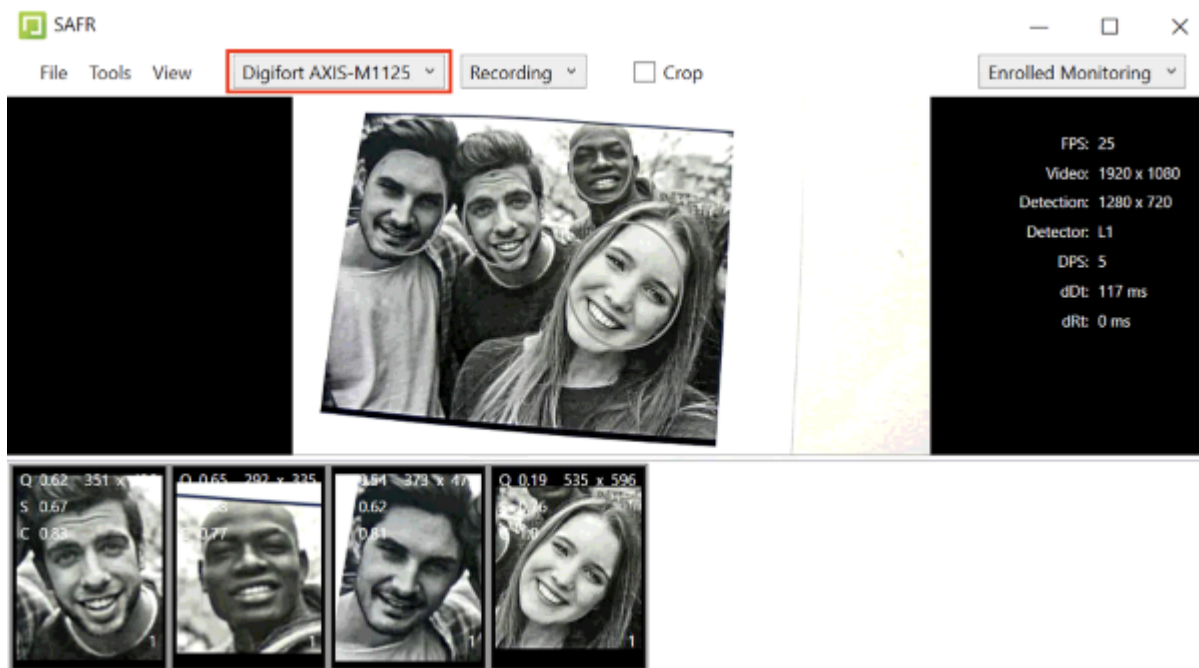 SAFR
File Tools View Digifort AXIS-M1125 Recording Crop Enrolled Monitoring
FPS: 25
Video: 1920 x 1080
Detection: 1280 x 720
Detector: L1
DPS: 5
dDt: 117 ms
dRt: 0 ms
Q 0.62 351 x
S 0.67
C 0.83
1
Q 0.65 292 x 335
0.77
1
0.54 373 x
0.62
0.81
1
Q 0.19 535 x 596
1